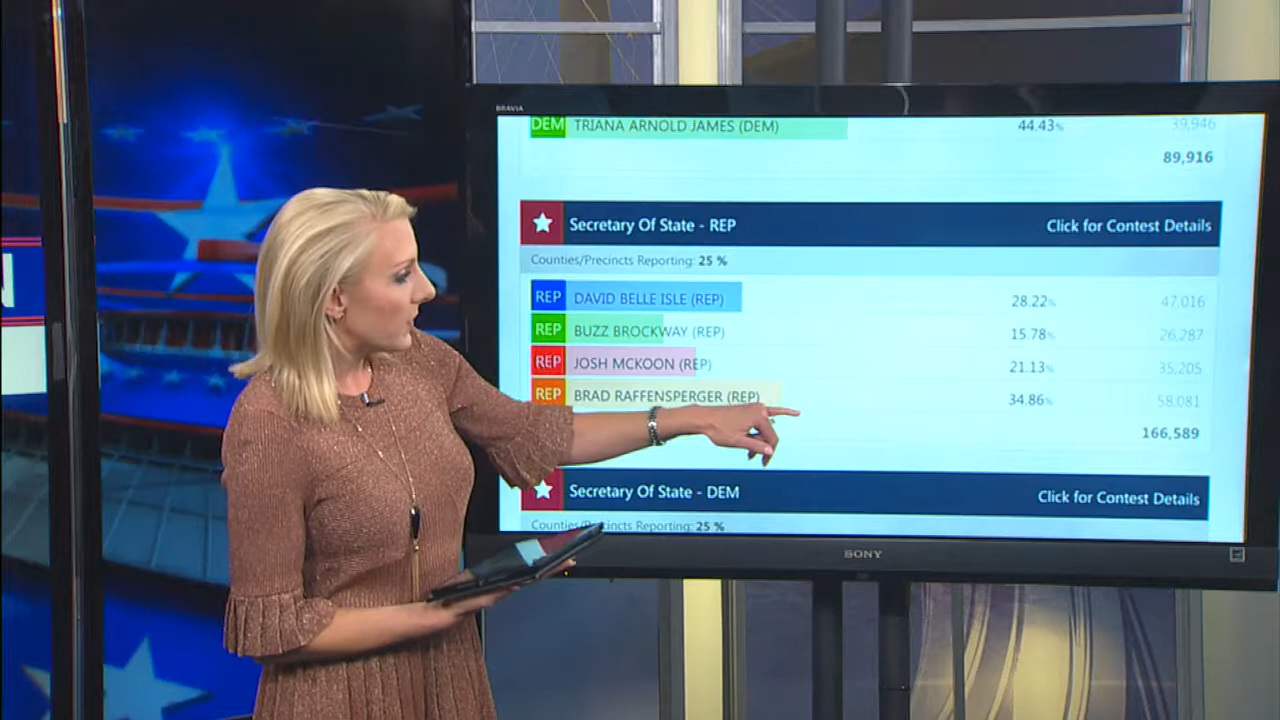 BRAVIA
DEM TRIANA ARNOLD JAMES (DEM) 44.43% 39,946
89,916
Secretary Of State - REP Click for Contest Details
Counties/Precincts Reporting: 25 %
REP DAVID BELLE ISLE (REP) 28.22% 47,016
REP BUZZ BROCKWAY (REP) 15.78% 26,287
REP JOSH MCKOON (REP) 21.13% 35,205
REP BRAD RAFFENSPERGER (REP) 34.86% 58,081
166,589
Secretary Of State - DEM Click for Contest Details
Counties/Precincts Reporting: 25 %
SONY